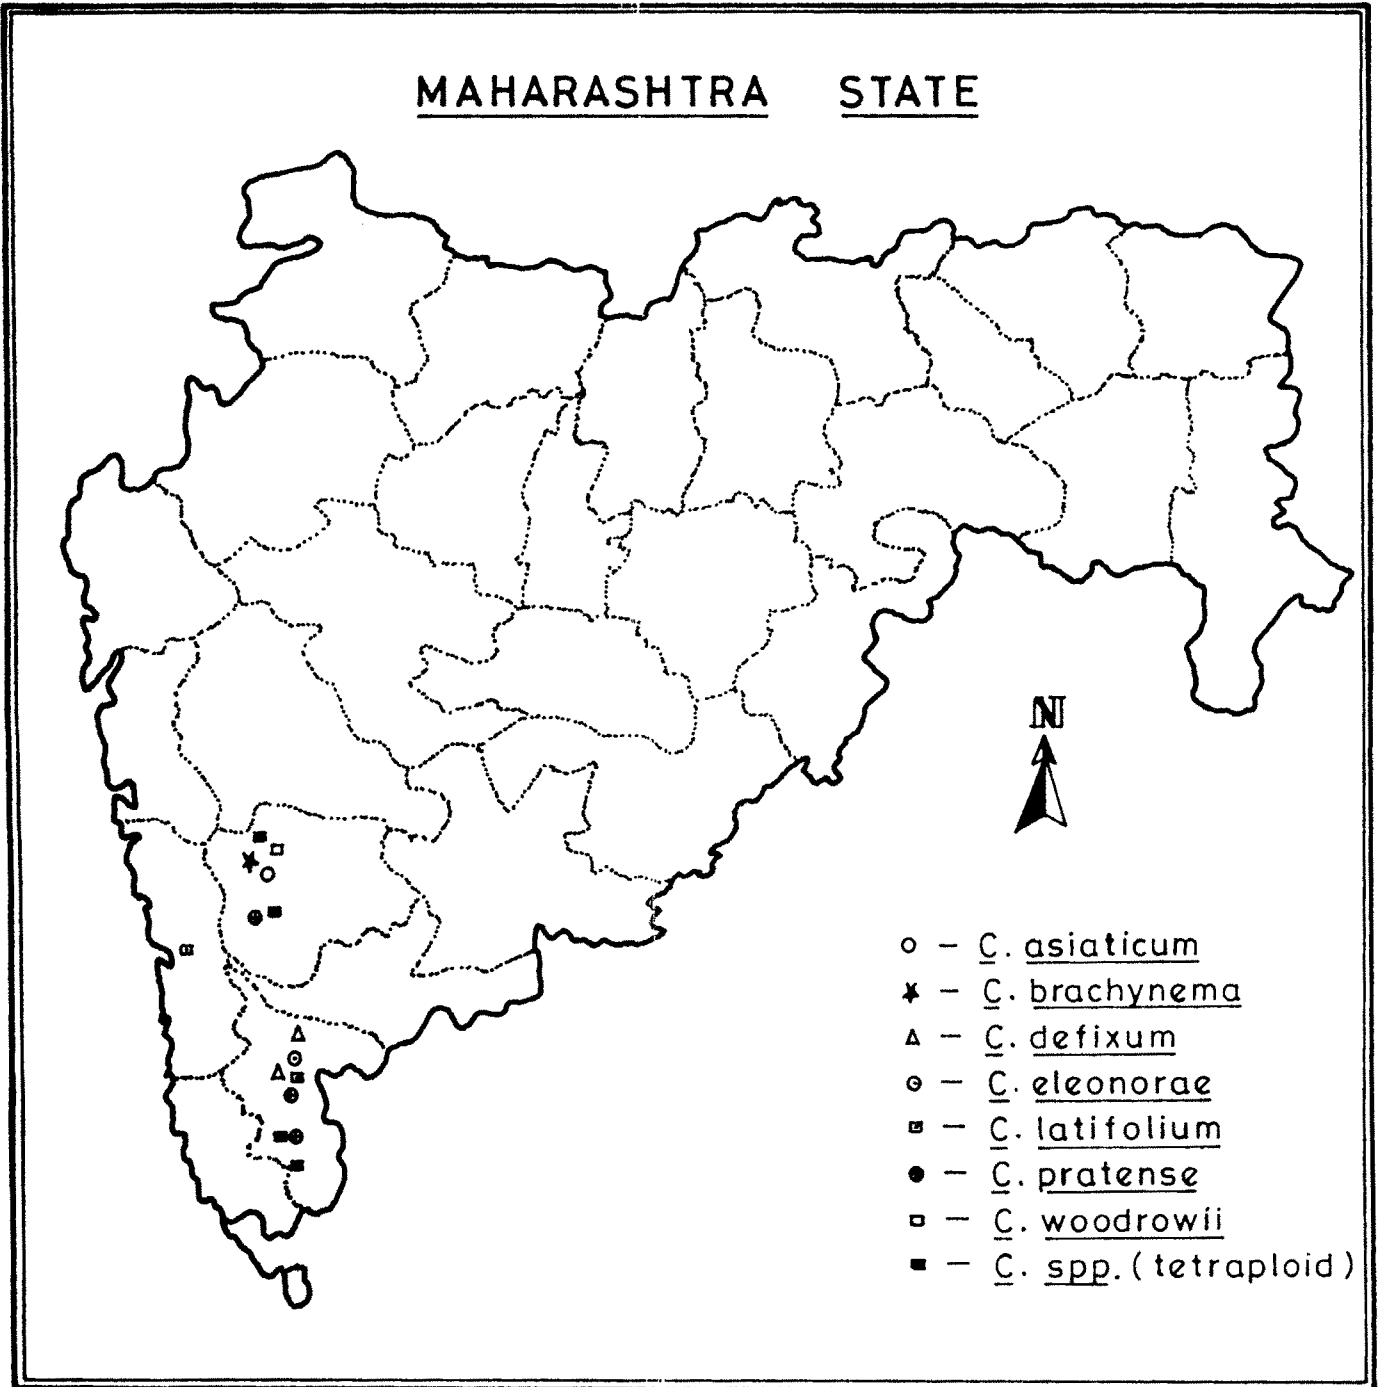 MAHARASHTRA STATE
N
– C. asiaticum
– C. brachynema
– C. defixum
– C. eleonorae
– C. latifolium
– C. pratense
– C. woodrowii
– C. spp. (tetraploid)